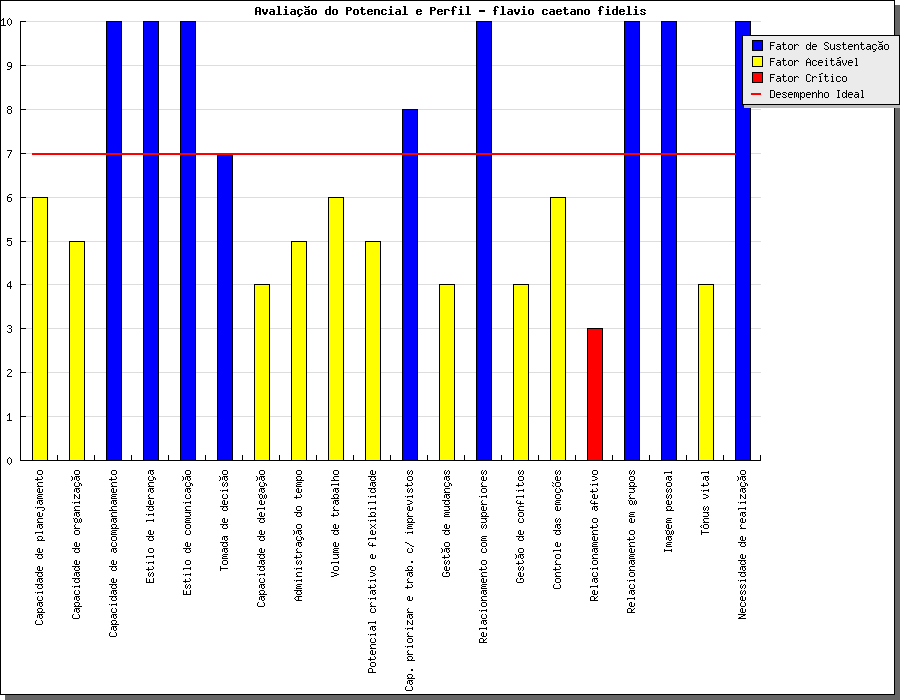 Avaliação do Potencial e Perfil - flavio caetano fidelis
10
9
8
7
6
5
4
3
2
1
0
Fator de Sustentação
Fator Aceitável
Fator Crítico
Desempenho Ideal
Capacidade de planejamento
Capacidade de organização
Capacidade de acompanhamento
Estilo de liderança
Estilo de comunicação
Tomada de decisão
Capacidade de delegação
Administração do tempo
Volume de trabalho
Potencial criativo e flexibilidade
Cap. priorizar e trab. c/ imprevistos
Gestão de mudanças
Relacionamento com superiores
Gestão de conflitos
Controle das emoções
Relacionamento afetivo
Relacionamento em grupos
Imagem pessoal
Tônus vital
Necessidade de realização